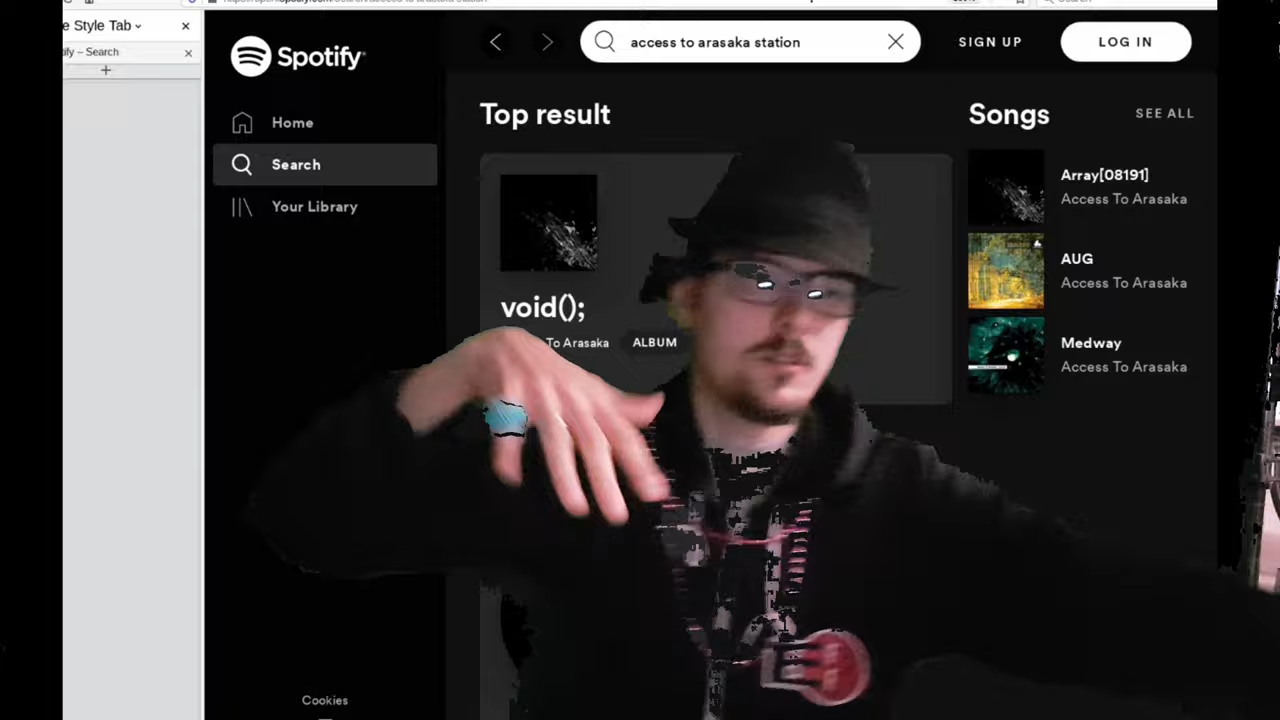 e Style Tab
tify – Search
Spotify
access to arasaka station
SIGN UP
LOG IN
Home
Search
Your Library
Top result
void();
To Arasaka
ALBUM
Songs
SEE ALL
Array[08191]
Access To Arasaka
AUG
Access To Arasaka
Medway
Access To Arasaka
Cookies